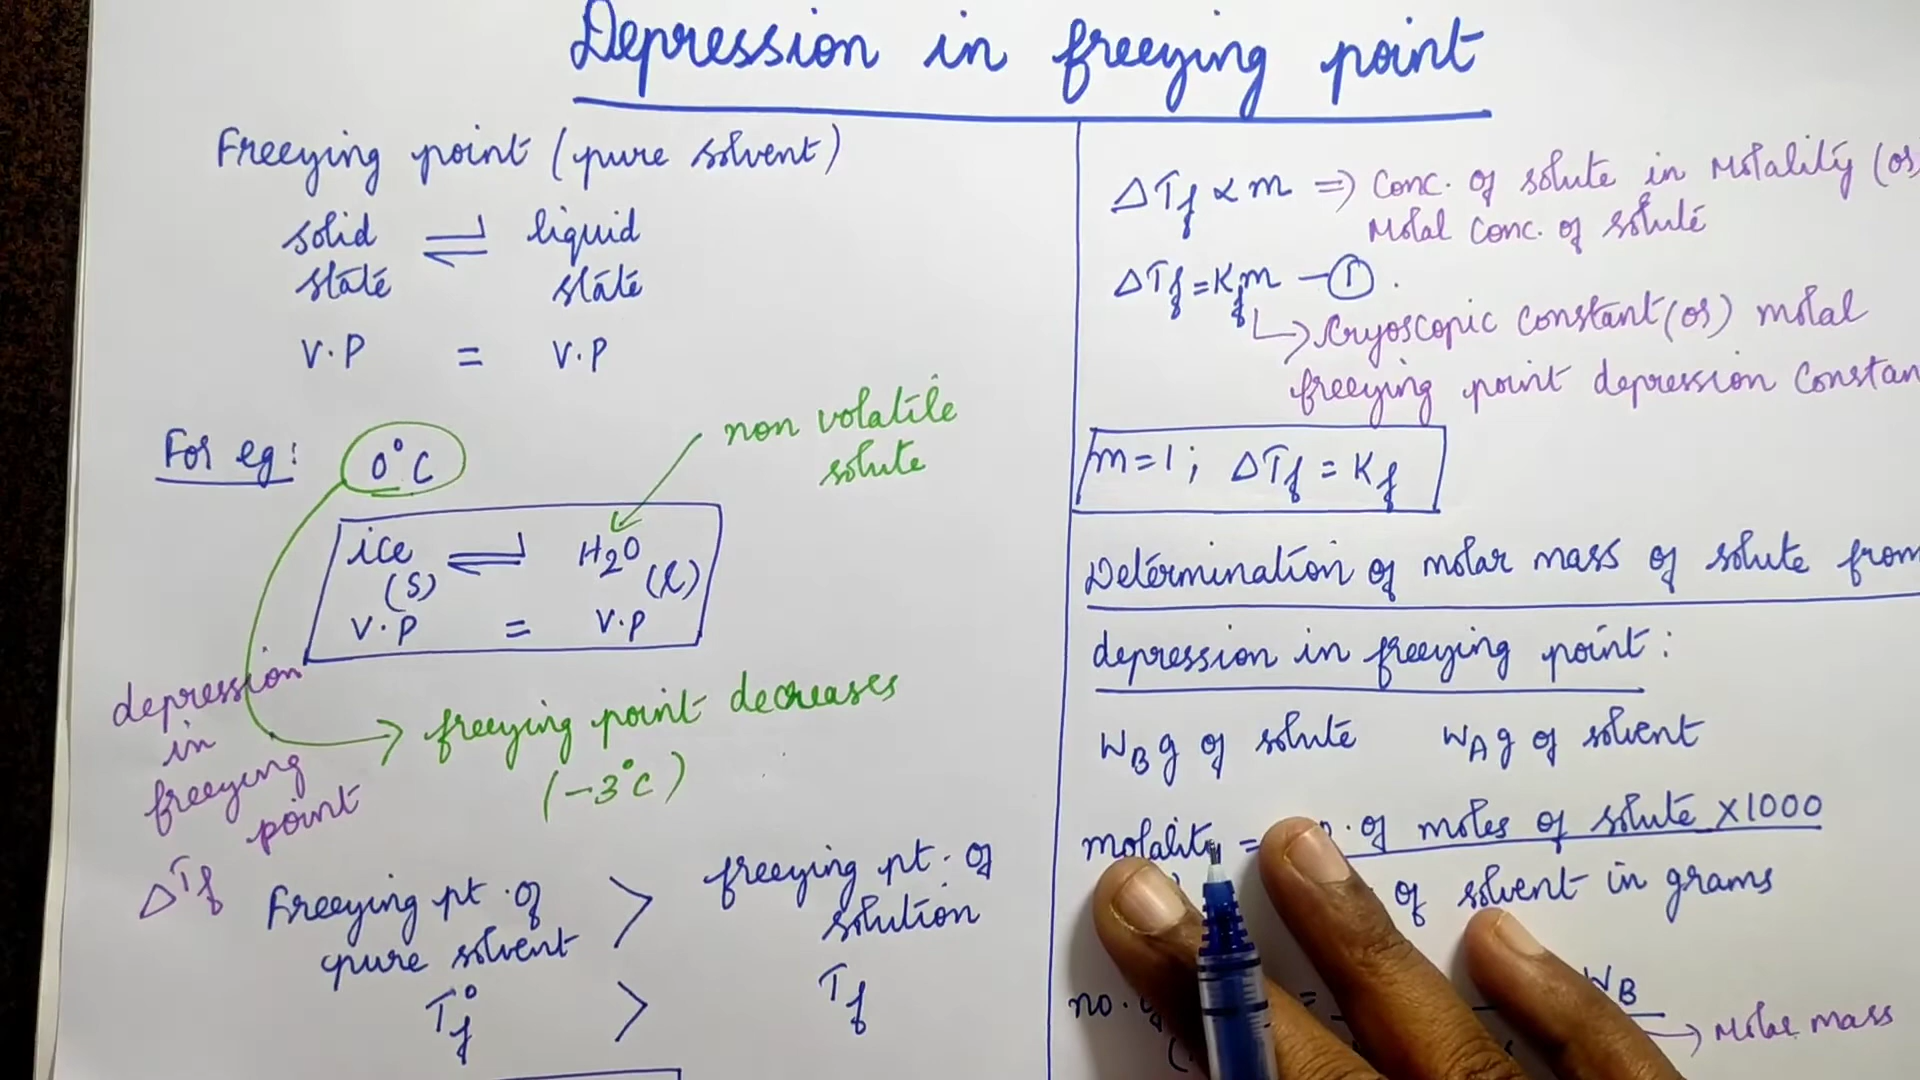 Depression in freezing point
Freezing point (pure solvent)
solid ⇌ liquid
state state
V.P = V.P
non volatile
solute
For eg: 0°C
ice ⇌ H2O
(s) (l)
V.P = V.P
depression
in
freezing
point
ΔTf
freezing point decreases
(-3°C)
Freezing pt. of > freezing pt. of
pure solvent solution
T°f > Tf
ΔTf ∝ m ⇒ Conc. of solute in Molality (or)
Molal Conc. of solute
ΔTf = Kf m - ①.
Cryoscopic constant (or) molal
freezing point depression Constan
m=1; ΔTf = Kf
Determination of molar mass of solute from
depression in freezing point:
WB g of solute WA g of solvent
molality = of moles of solute X1000
of solvent in grams
no. = WB
Molar mass